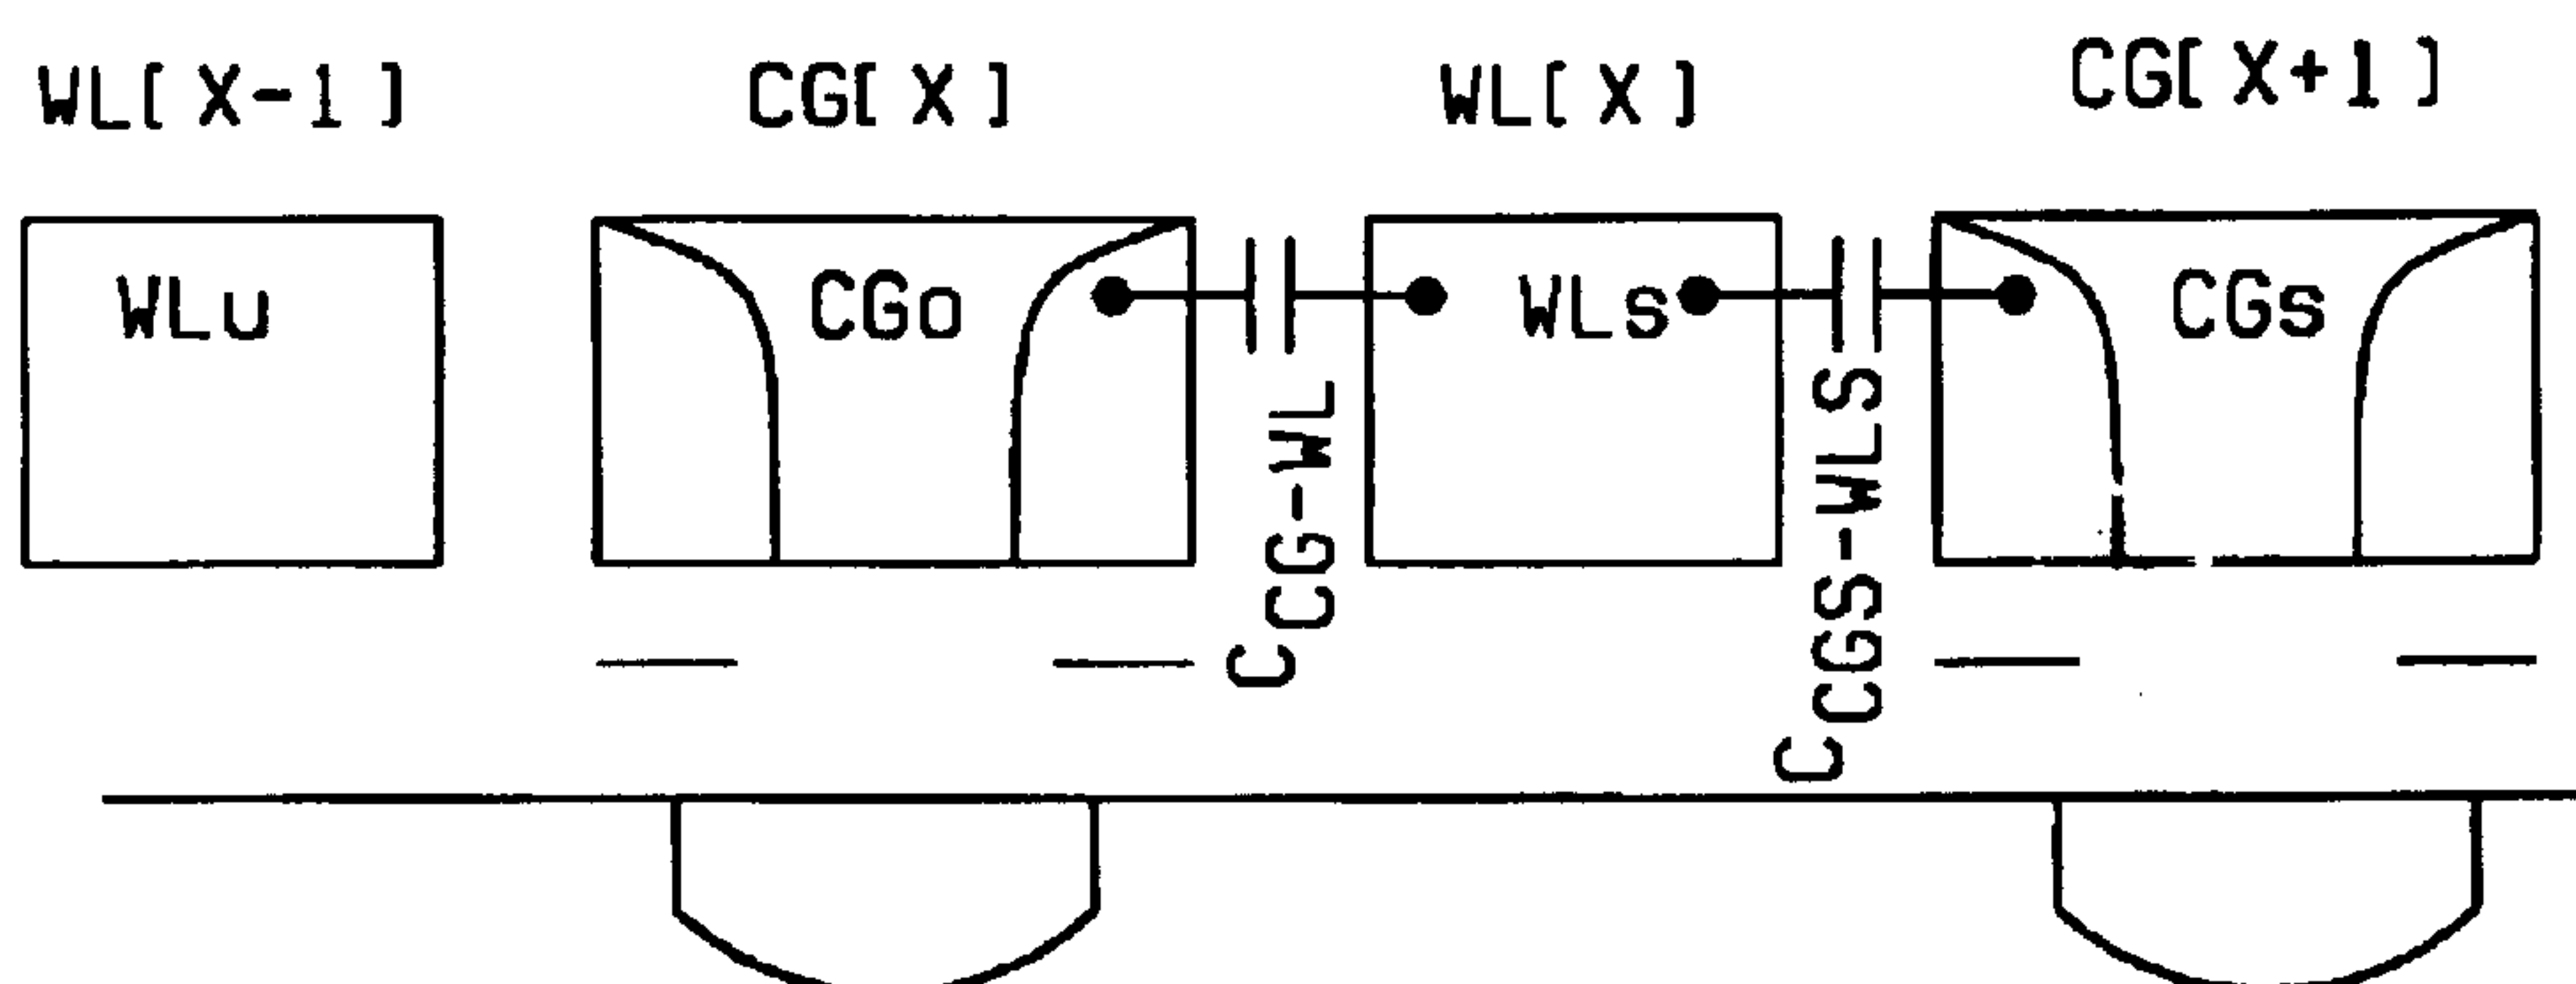 WL[X-1] CG[X] WL[X] CG[X+1]
WLu CGo WLs CGs
CCG-WL
CCGS-WLS